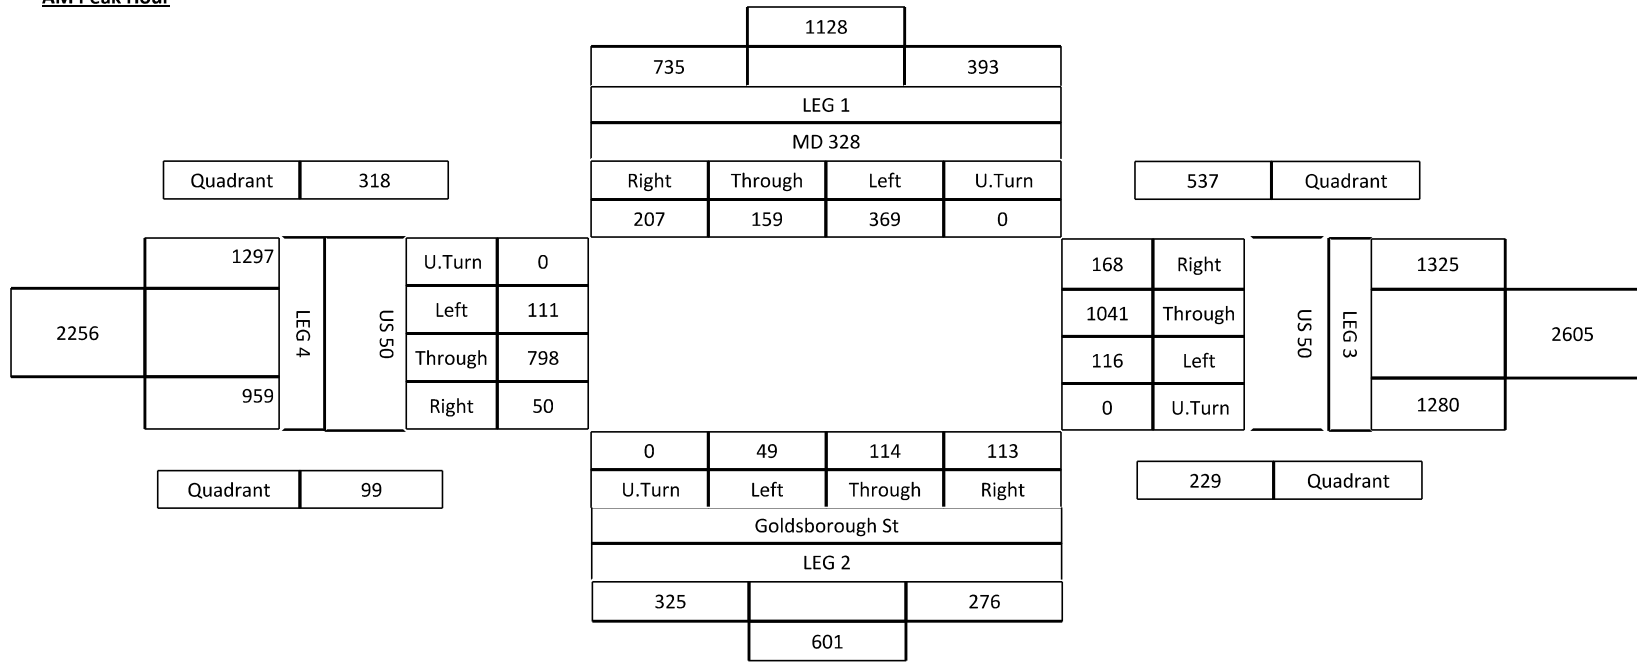 AM Peak Hour
1128
735 393
LEG 1
MD 328
Quadrant 318
Right Through Left U.Turn
537 Quadrant
207 159 369 0
1297
2256
959
LEG 4
US 50
U.Turn 0
Left 111
Through 798
Right 50
168 Right
1041 Through
116 Left
0 U.Turn
US 50
LEG 3
1325
2605
1280
0 49 114 113
Quadrant 99
U.Turn Left Through Right
229 Quadrant
Goldsborough St
LEG 2
325 276
601